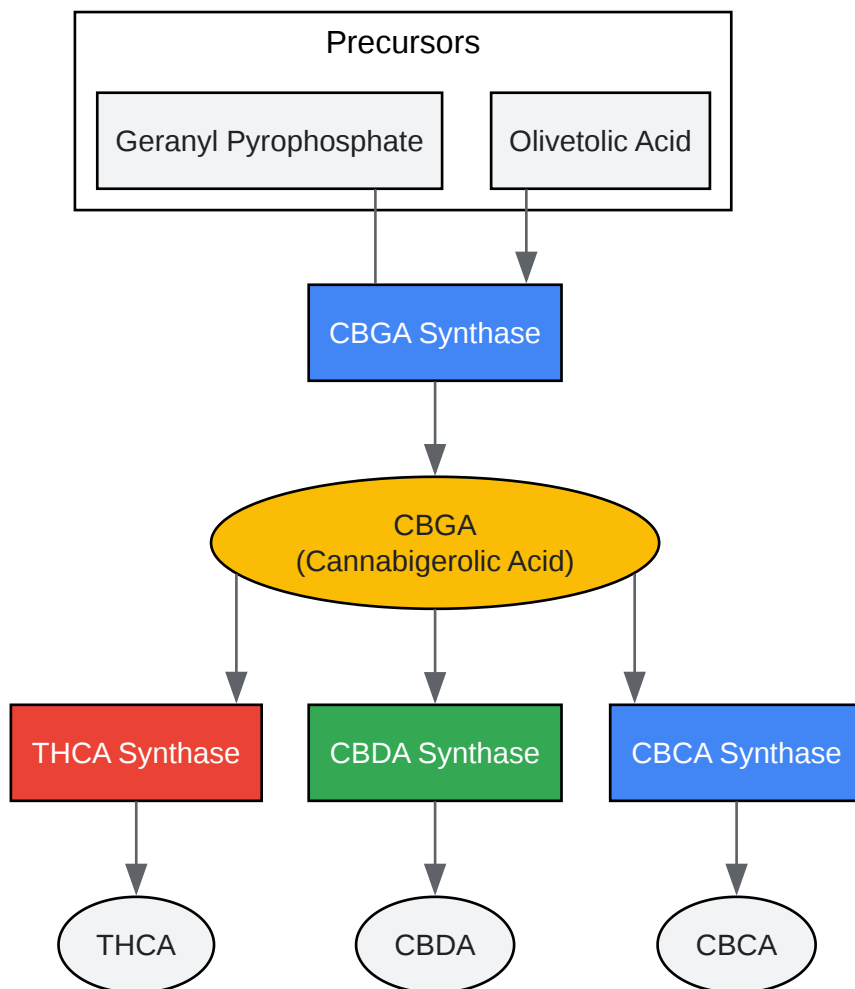 Precursors
Geranyl Pyrophosphate
Olivetolic Acid
CBGA Synthase
CBGA
(Cannabigerolic Acid)
THCA Synthase
CBDA Synthase
CBCA Synthase
THCA
CBDA
CBCA